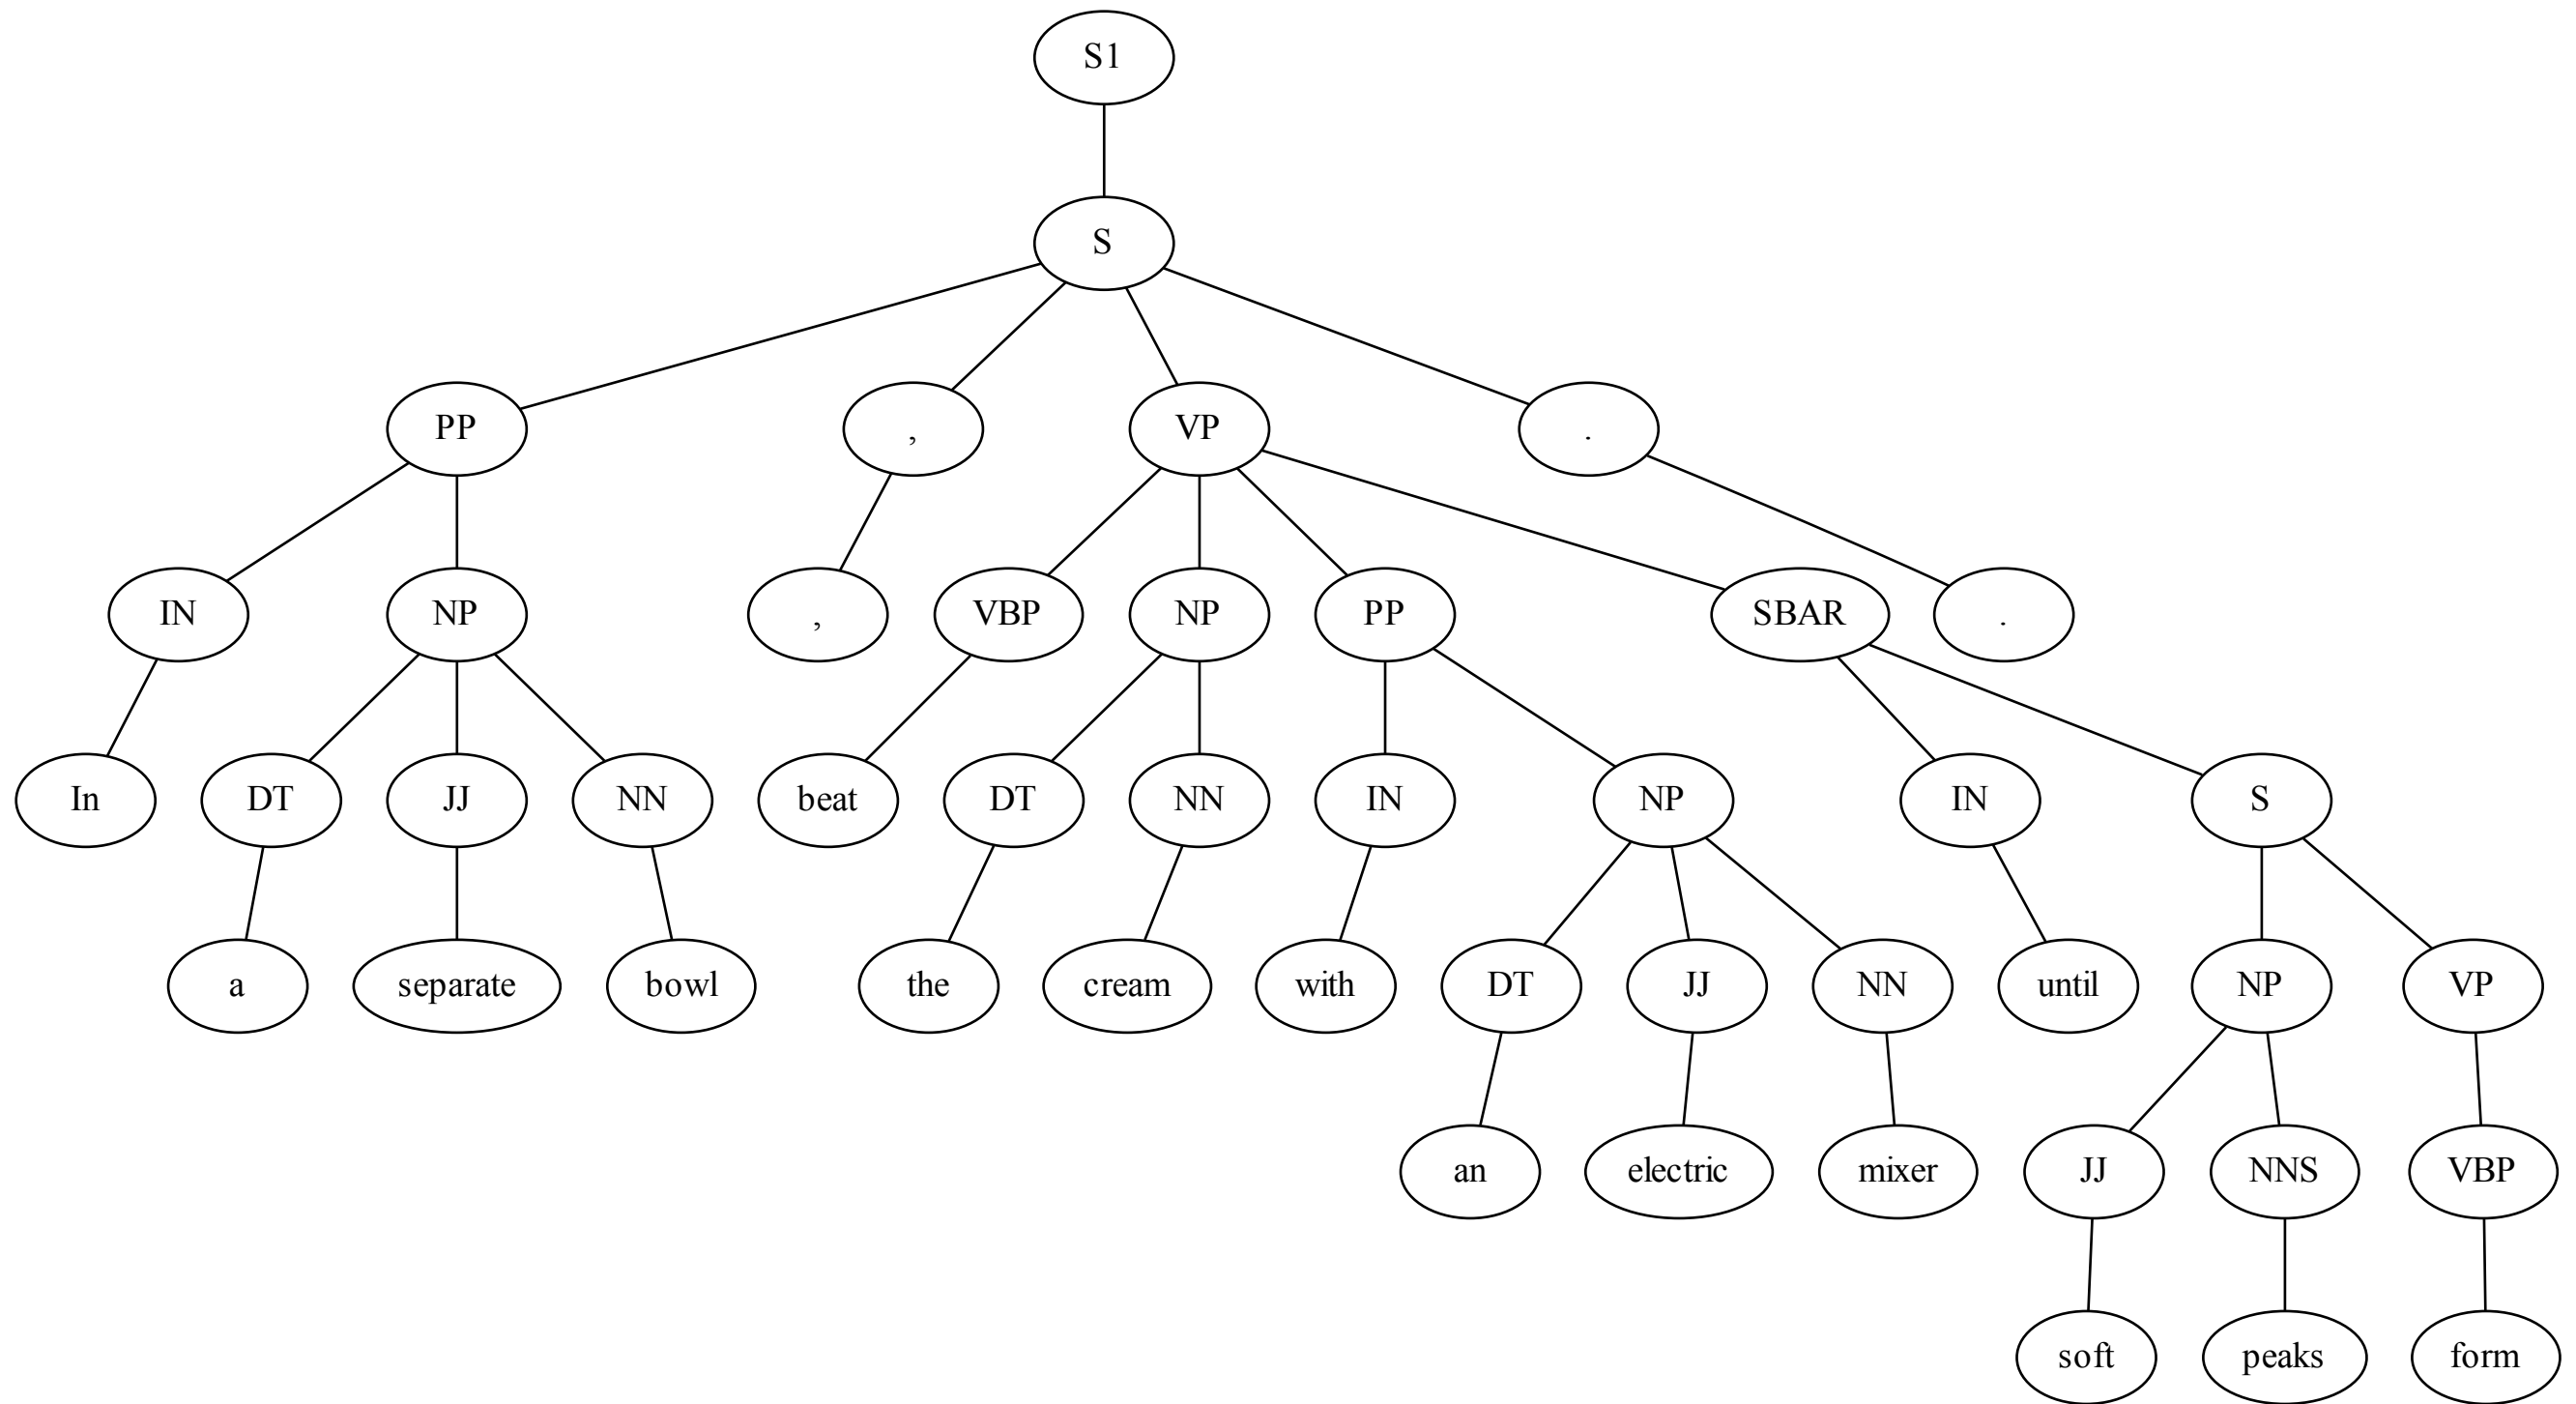 S1
S
PP , VP .
IN NP , VBP NP PP SBAR .
In DT JJ NN beat DT NN IN NP IN S
a separate bowl the cream with DT JJ NN until NP VP
an electric mixer JJ NNS VBP
soft peaks form